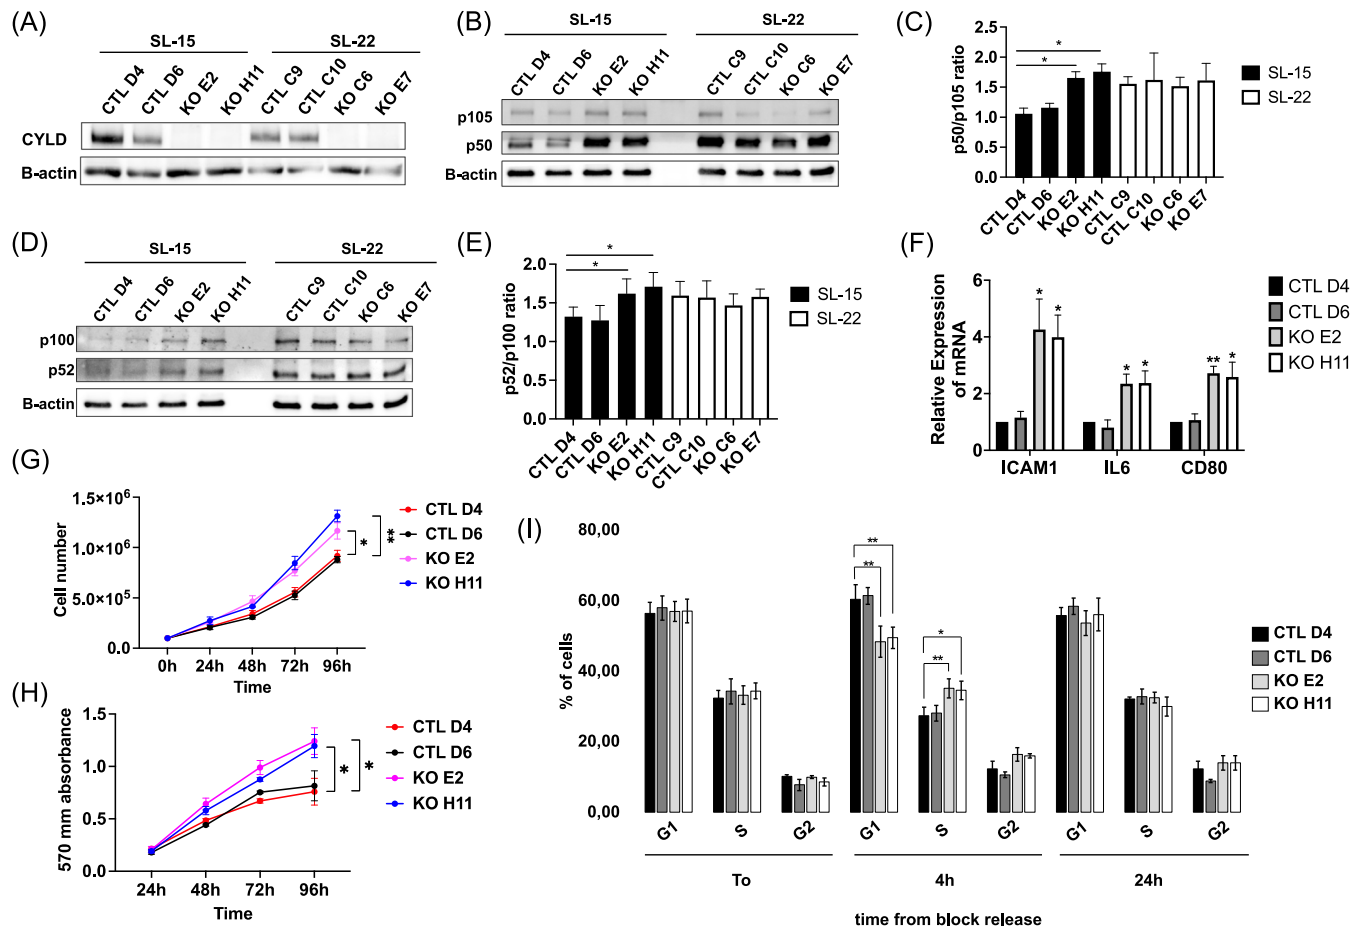 (A)
SL-15 SL-22
CTL D4 CTL D6 KO E2 KO H11 CTL C9 CTL C10 KO C6 KO E7
CYLD
B-actin
(B)
SL-15 SL-22
CTL D4 CTL D6 KO E2 KO H11 CTL C9 CTL C10 KO C6 KO E7
p105
p50
B-actin
(C)
p50/p105 ratio
2.5
2.0
1.5
1.0
0.5
0.0
* 
*
CTL D4 CTL D6 KO E2 KO H11 CTL C9 CTL C10 KO C6 KO E7
SL-15
SL-22
(D)
SL-15 SL-22
CTL D4 CTL D6 KO E2 KO H11 CTL C9 CTL C10 KO C6 KO E7
p100
p52
B-actin
(E)
p52/p100 ratio
2.0
1.5
1.0
0.5
0.0
*
*
CTL D4 CTL D6 KO E2 KO H11 CTL C9 CTL C10 KO C6 KO E7
SL-15
SL-22
(F)
Relative Expression
of mRNA
6
4
2
0
* * * * ** *
ICAM1 IL6 CD80
CTL D4
CTL D6
KO E2
KO H11
(G)
Cell number
1.5×10⁶
1.0×10⁶
5.0×10⁵
0.0
0h 24h 48h 72h 96h
Time
CTL D4
CTL D6
KO E2
KO H11
* **
(H)
570 mm absorbance
1.5
1.0
0.5
0.0
24h 48h 72h 96h
Time
CTL D4
CTL D6
KO E2
KO H11
* *
(I)
% of cells
80,00
60,00
40,00
20,00
0,00
**
**
*
**
G1 S G2 G1 S G2 G1 S G2
To 4h 24h
time from block release
CTL D4
CTL D6
KO E2
KO H11